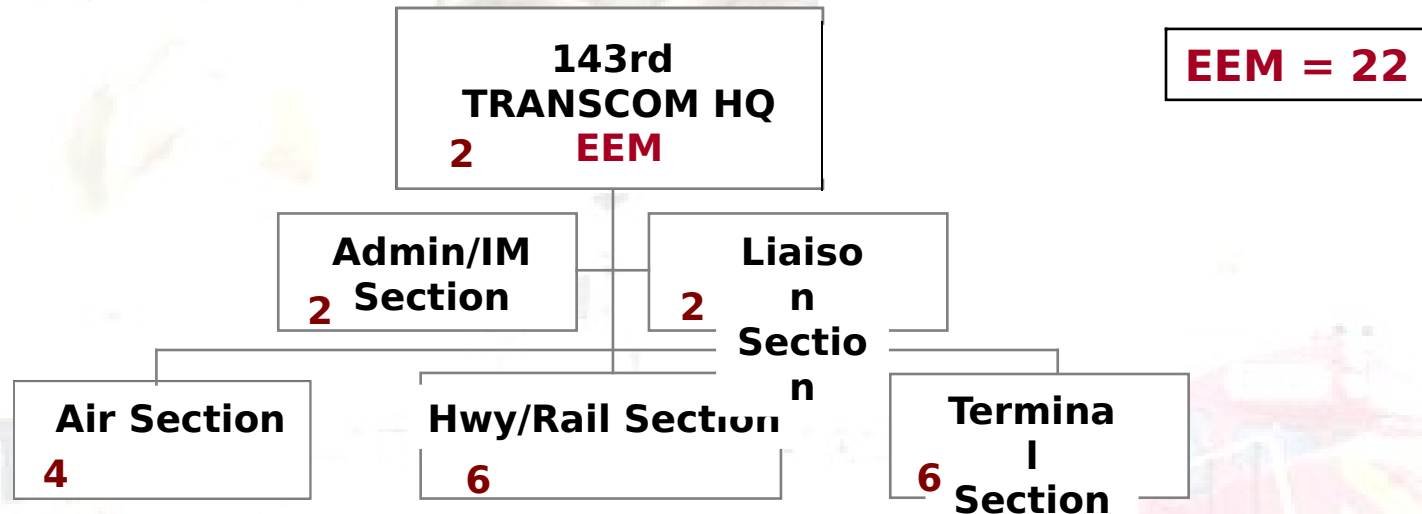 143rd
TRANSCOM HQ
2 EEM
EEM = 22
Admin/IM
2 Section
Liaiso
2 n
Sectio
n
Air Section
4
Hwy/Rail Section
6
Termina
l
6 Section